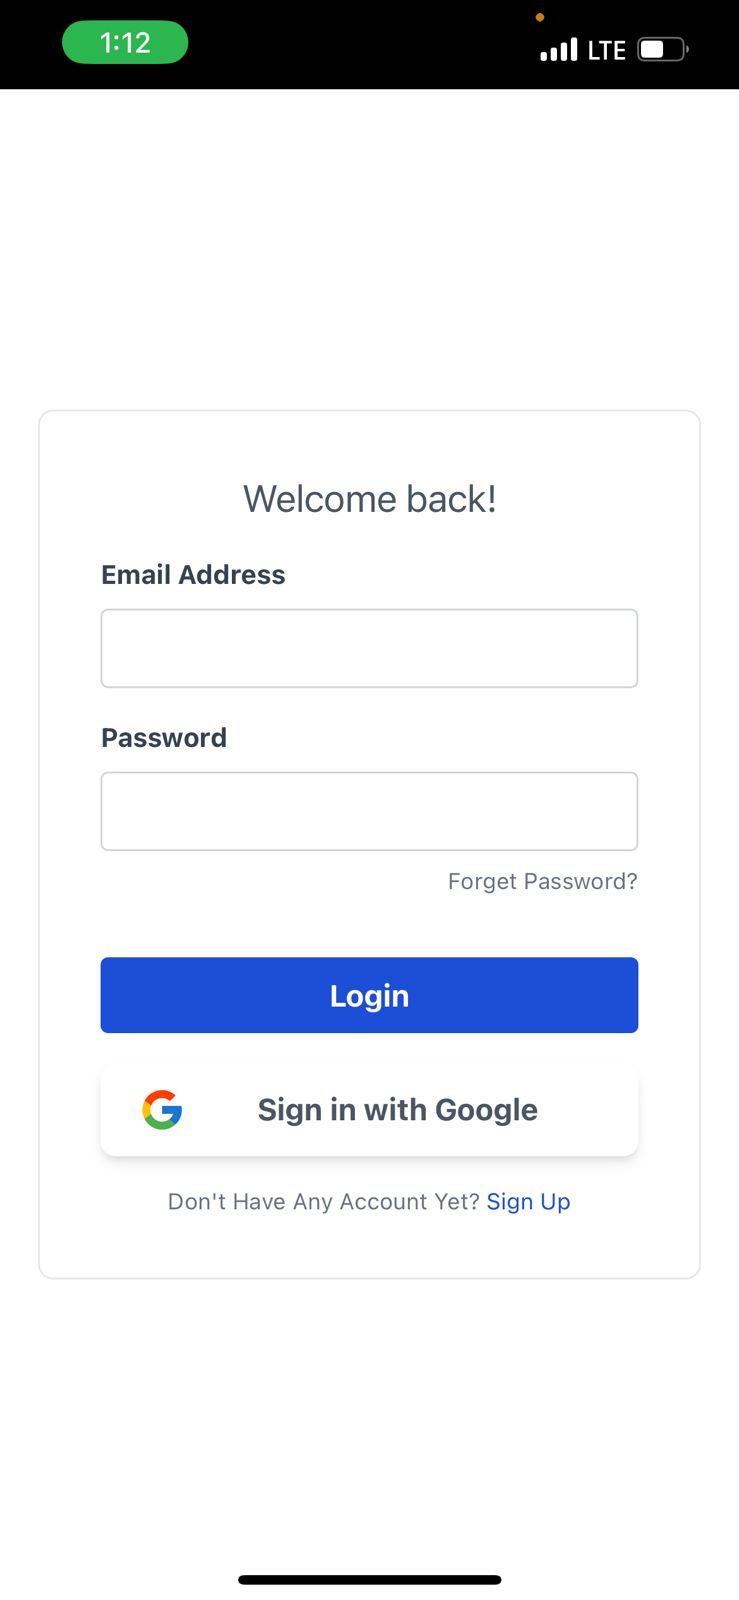 1:12
LTE
Welcome back!
Email Address
Password
Forget Password?
Login
Sign in with Google
Don't Have Any Account Yet? Sign Up